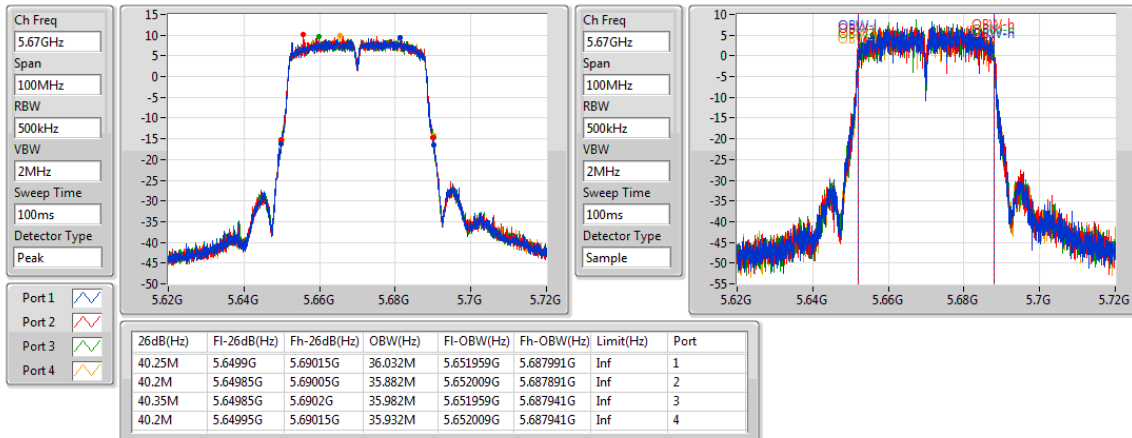 Ch Freq
5.67GHz
Span
100MHz
RBW
500kHz
VBW
2MHz
Sweep Time
100ms
Detector Type
Peak
15
10
5
0
-5
-10
-15
-20
-25
-30
-35
-40
-45
-50
5.62G 5.64G 5.66G 5.68G 5.7G 5.72G
Ch Freq
5.67GHz
Span
100MHz
RBW
500kHz
VBW
2MHz
Sweep Time
100ms
Detector Type
Sample
20
15
10
5
0
-5
-10
-15
-20
-25
-30
-35
-40
-45
-50
-55
5.62G 5.64G 5.66G 5.68G 5.7G 5.72G
Port 1
Port 2
Port 3
Port 4
26dB(Hz) Fl-26dB(Hz) Fh-26dB(Hz) OBW(Hz) Fl-OBW(Hz) Fh-OBW(Hz) Limit(Hz) Port
40.25M 5.6499G 5.69015G 36.032M 5.651959G 5.687991G Inf 1
40.2M 5.64985G 5.69005G 35.882M 5.652009G 5.687891G Inf 2
40.35M 5.64985G 5.6902G 35.982M 5.651959G 5.687941G Inf 3
40.2M 5.64995G 5.69015G 35.932M 5.652009G 5.687941G Inf 4